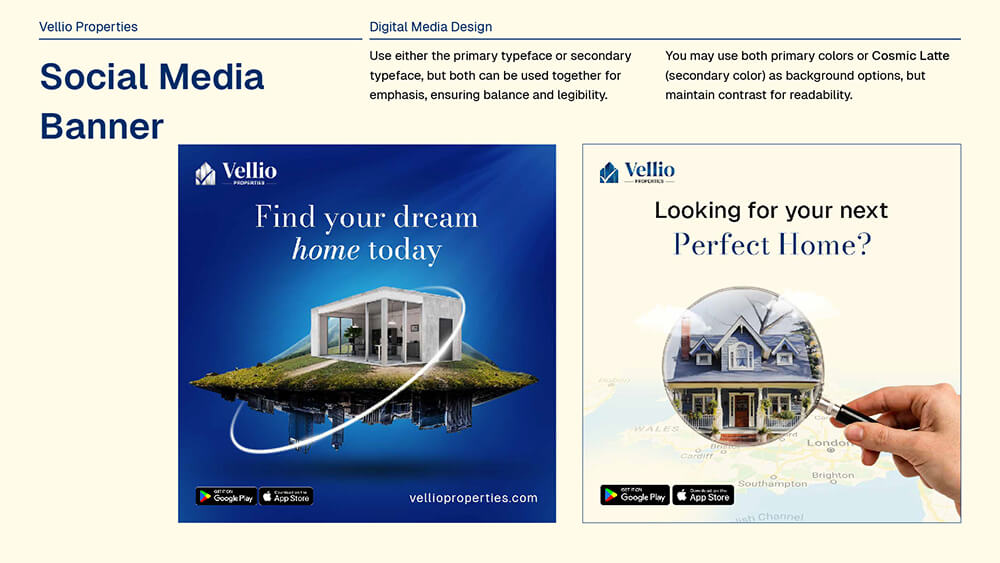 Vellio Properties
Digital Media Design
Social Media
Banner
Use either the primary typeface or secondary
typeface, but both can be used together for
emphasis, ensuring balance and legibility.
You may use both primary colors or Cosmic Latte
(secondary color) as background options, but
maintain contrast for readability.
Vellio
PROPERTIES
Find your dream
home today
GET IT ON
Google Play
Download on the
App Store
vellioproperties.com
Vellio
PROPERTIES
Looking for your next
Perfect Home?
WALES
Cardiff
Bristol
London
Brighton
Southampton
lish Channel
GET IT ON
Google Play
Download on the
App Store